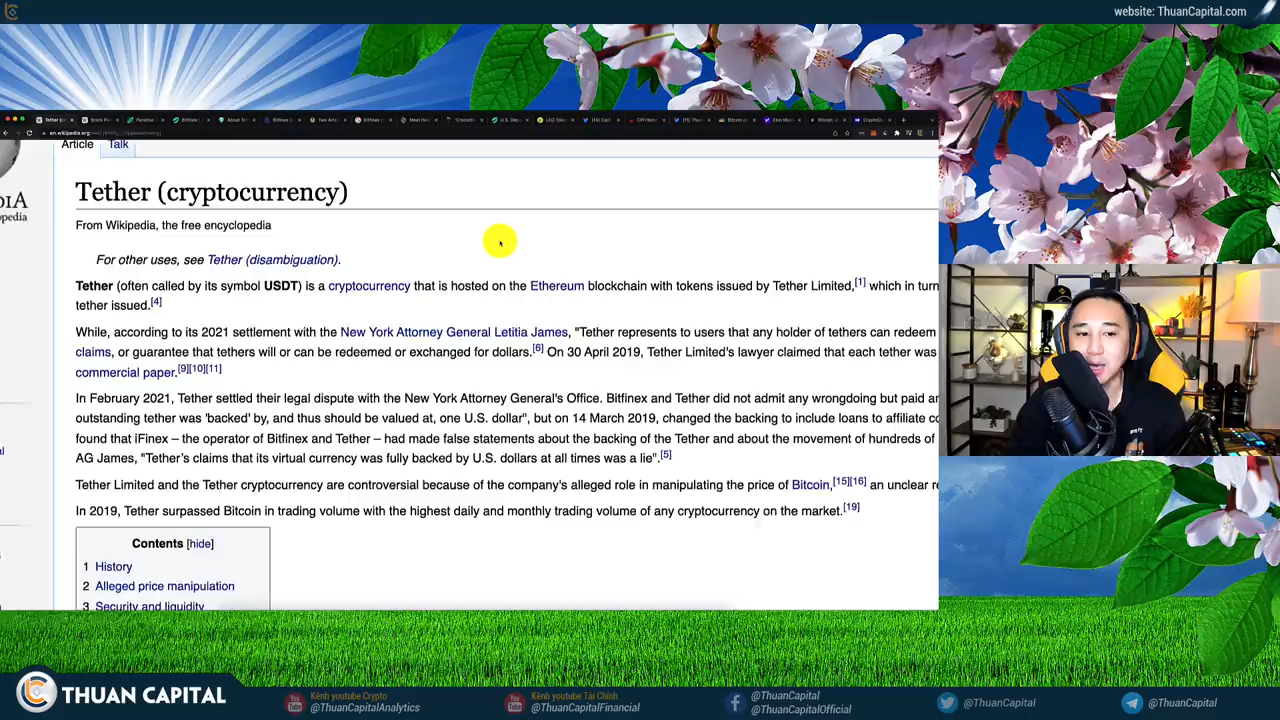 website: ThuanCapital.com
en.wikipedia.org
Article
Talk
Tether (cryptocurrency)
From Wikipedia, the free encyclopedia
For other uses, see Tether (disambiguation).
Tether (often called by its symbol USDT) is a cryptocurrency that is hosted on the Ethereum blockchain with tokens issued by Tether Limited,[1] which in turn
tether issued.[4]
While, according to its 2021 settlement with the New York Attorney General Letitia James, "Tether represents to users that any holder of tethers can redeem
claims, or guarantee that tethers will or can be redeemed or exchanged for dollars.[6] On 30 April 2019, Tether Limited's lawyer claimed that each tether was
commercial paper.[9][10][11]
In February 2021, Tether settled their legal dispute with the New York Attorney General's Office. Bitfinex and Tether did not admit any wrongdoing but paid
outstanding tether was 'backed' by, and thus should be valued at, one U.S. dollar", but on 14 March 2019, changed the backing to include loans to affiliate
found that iFinex – the operator of Bitfinex and Tether – had made false statements about the backing of the Tether and about the movement of hundreds of
AG James, "Tether's claims that its virtual currency was fully backed by U.S. dollars at all times was a lie".[5]
Tether Limited and the Tether cryptocurrency are controversial because of the company's alleged role in manipulating the price of Bitcoin,[15][16] an unclear
In 2019, Tether surpassed Bitcoin in trading volume with the highest daily and monthly trading volume of any cryptocurrency on the market.[19]
Contents [hide]
1 History
2 Alleged price manipulation
3 Security and liquidity
THUAN CAPITAL
Kênh youtube Crypto
@ThuanCapitalAnalytics
Kênh youtube Tài Chính
@ThuanCapitalFinancial
@ThuanCapital
@ThuanCapitalOfficial
@ThuanCapital
@ThuanCapital